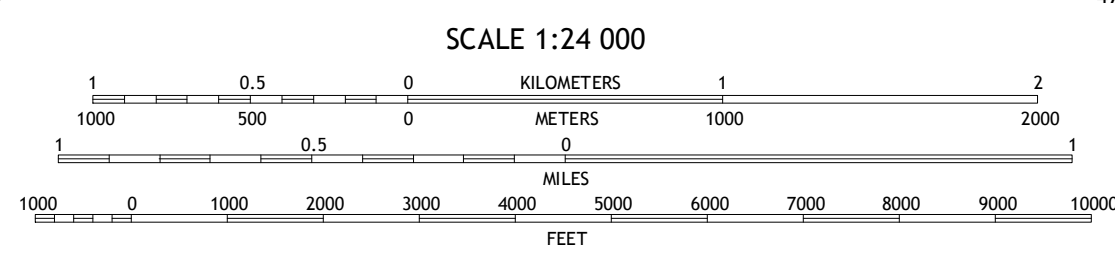 SCALE 1:24 000
1 0.5 0 KILOMETERS 1 2
1000 500 0 METERS 1000 2000
1 0.5 0 1
MILES
1000 0 1000 2000 3000 4000 5000 6000 7000 8000 9000 10000
FEET